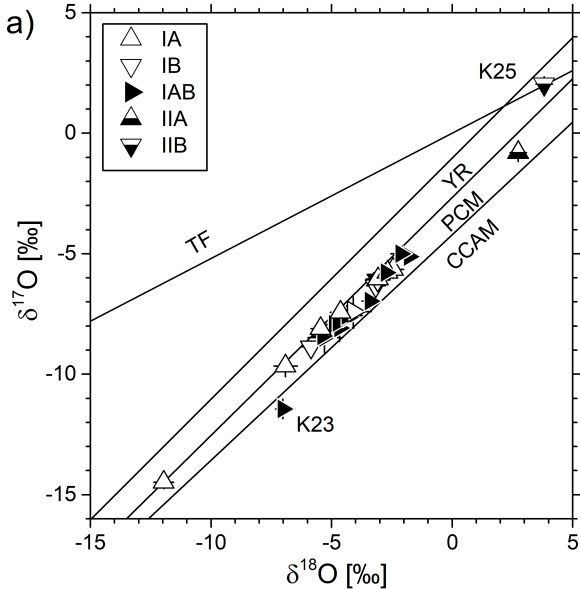 a)
IA
IB
IAB
IIA
IIB
K25
TF
YR
PCM
CCAM
K23
5
0
-5
-10
-15
δ¹⁷O [‰]
-15 -10 -5 0 5
δ¹⁸O [‰]